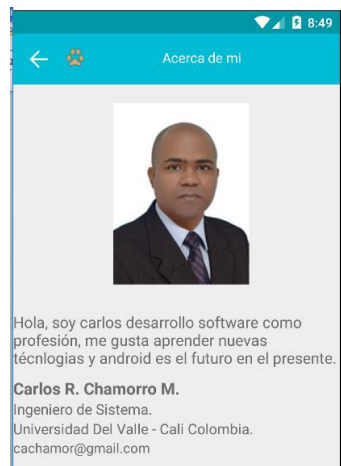 8:49
Acerca de mi
Hola, soy carlos desarrollo software como
profesión, me gusta aprender nuevas
técnlogias y android es el futuro en el presente.
Carlos R. Chamorro M.
Ingeniero de Sistema.
Universidad Del Valle - Cali Colombia.
cachamor@gmail.com